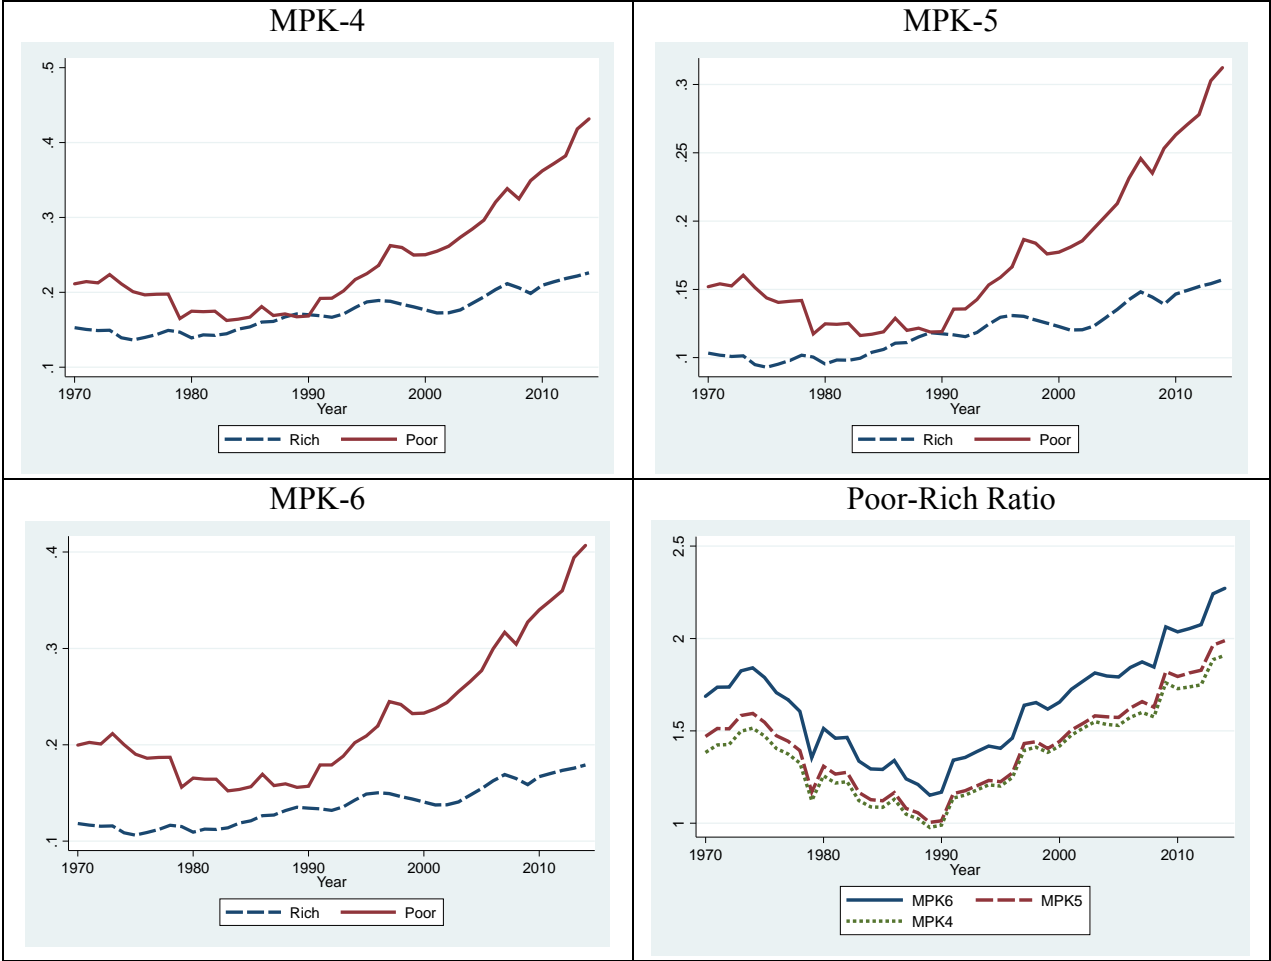 MPK-4
.5
.4
.3
.2
.1
1970 1980 1990 2000 2010
Year
Rich Poor
MPK-5
.3
.25
.2
.15
.1
1970 1980 1990 2000 2010
Year
Rich Poor
MPK-6
.4
.3
.2
.1
1970 1980 1990 2000 2010
Year
Rich Poor
Poor-Rich Ratio
2.5
2
1.5
1
1970 1980 1990 2000 2010
Year
MPK6 MPK5
MPK4